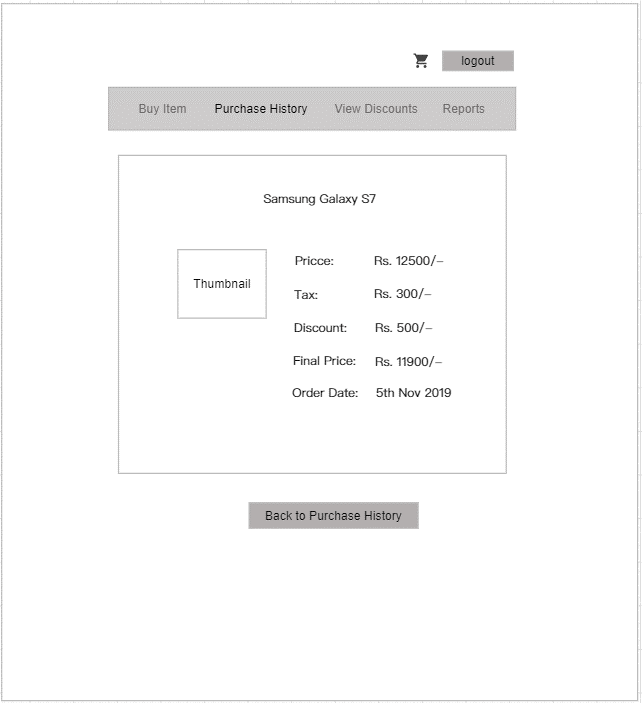 logout
Buy Item Purchase History View Discounts Reports
Samsung Galaxy S7
Thumbnail
Pricce: Rs. 12500/–
Tax: Rs. 300/–
Discount: Rs. 500/–
Final Price: Rs. 11900/–
Order Date: 5th Nov 2019
Back to Purchase History